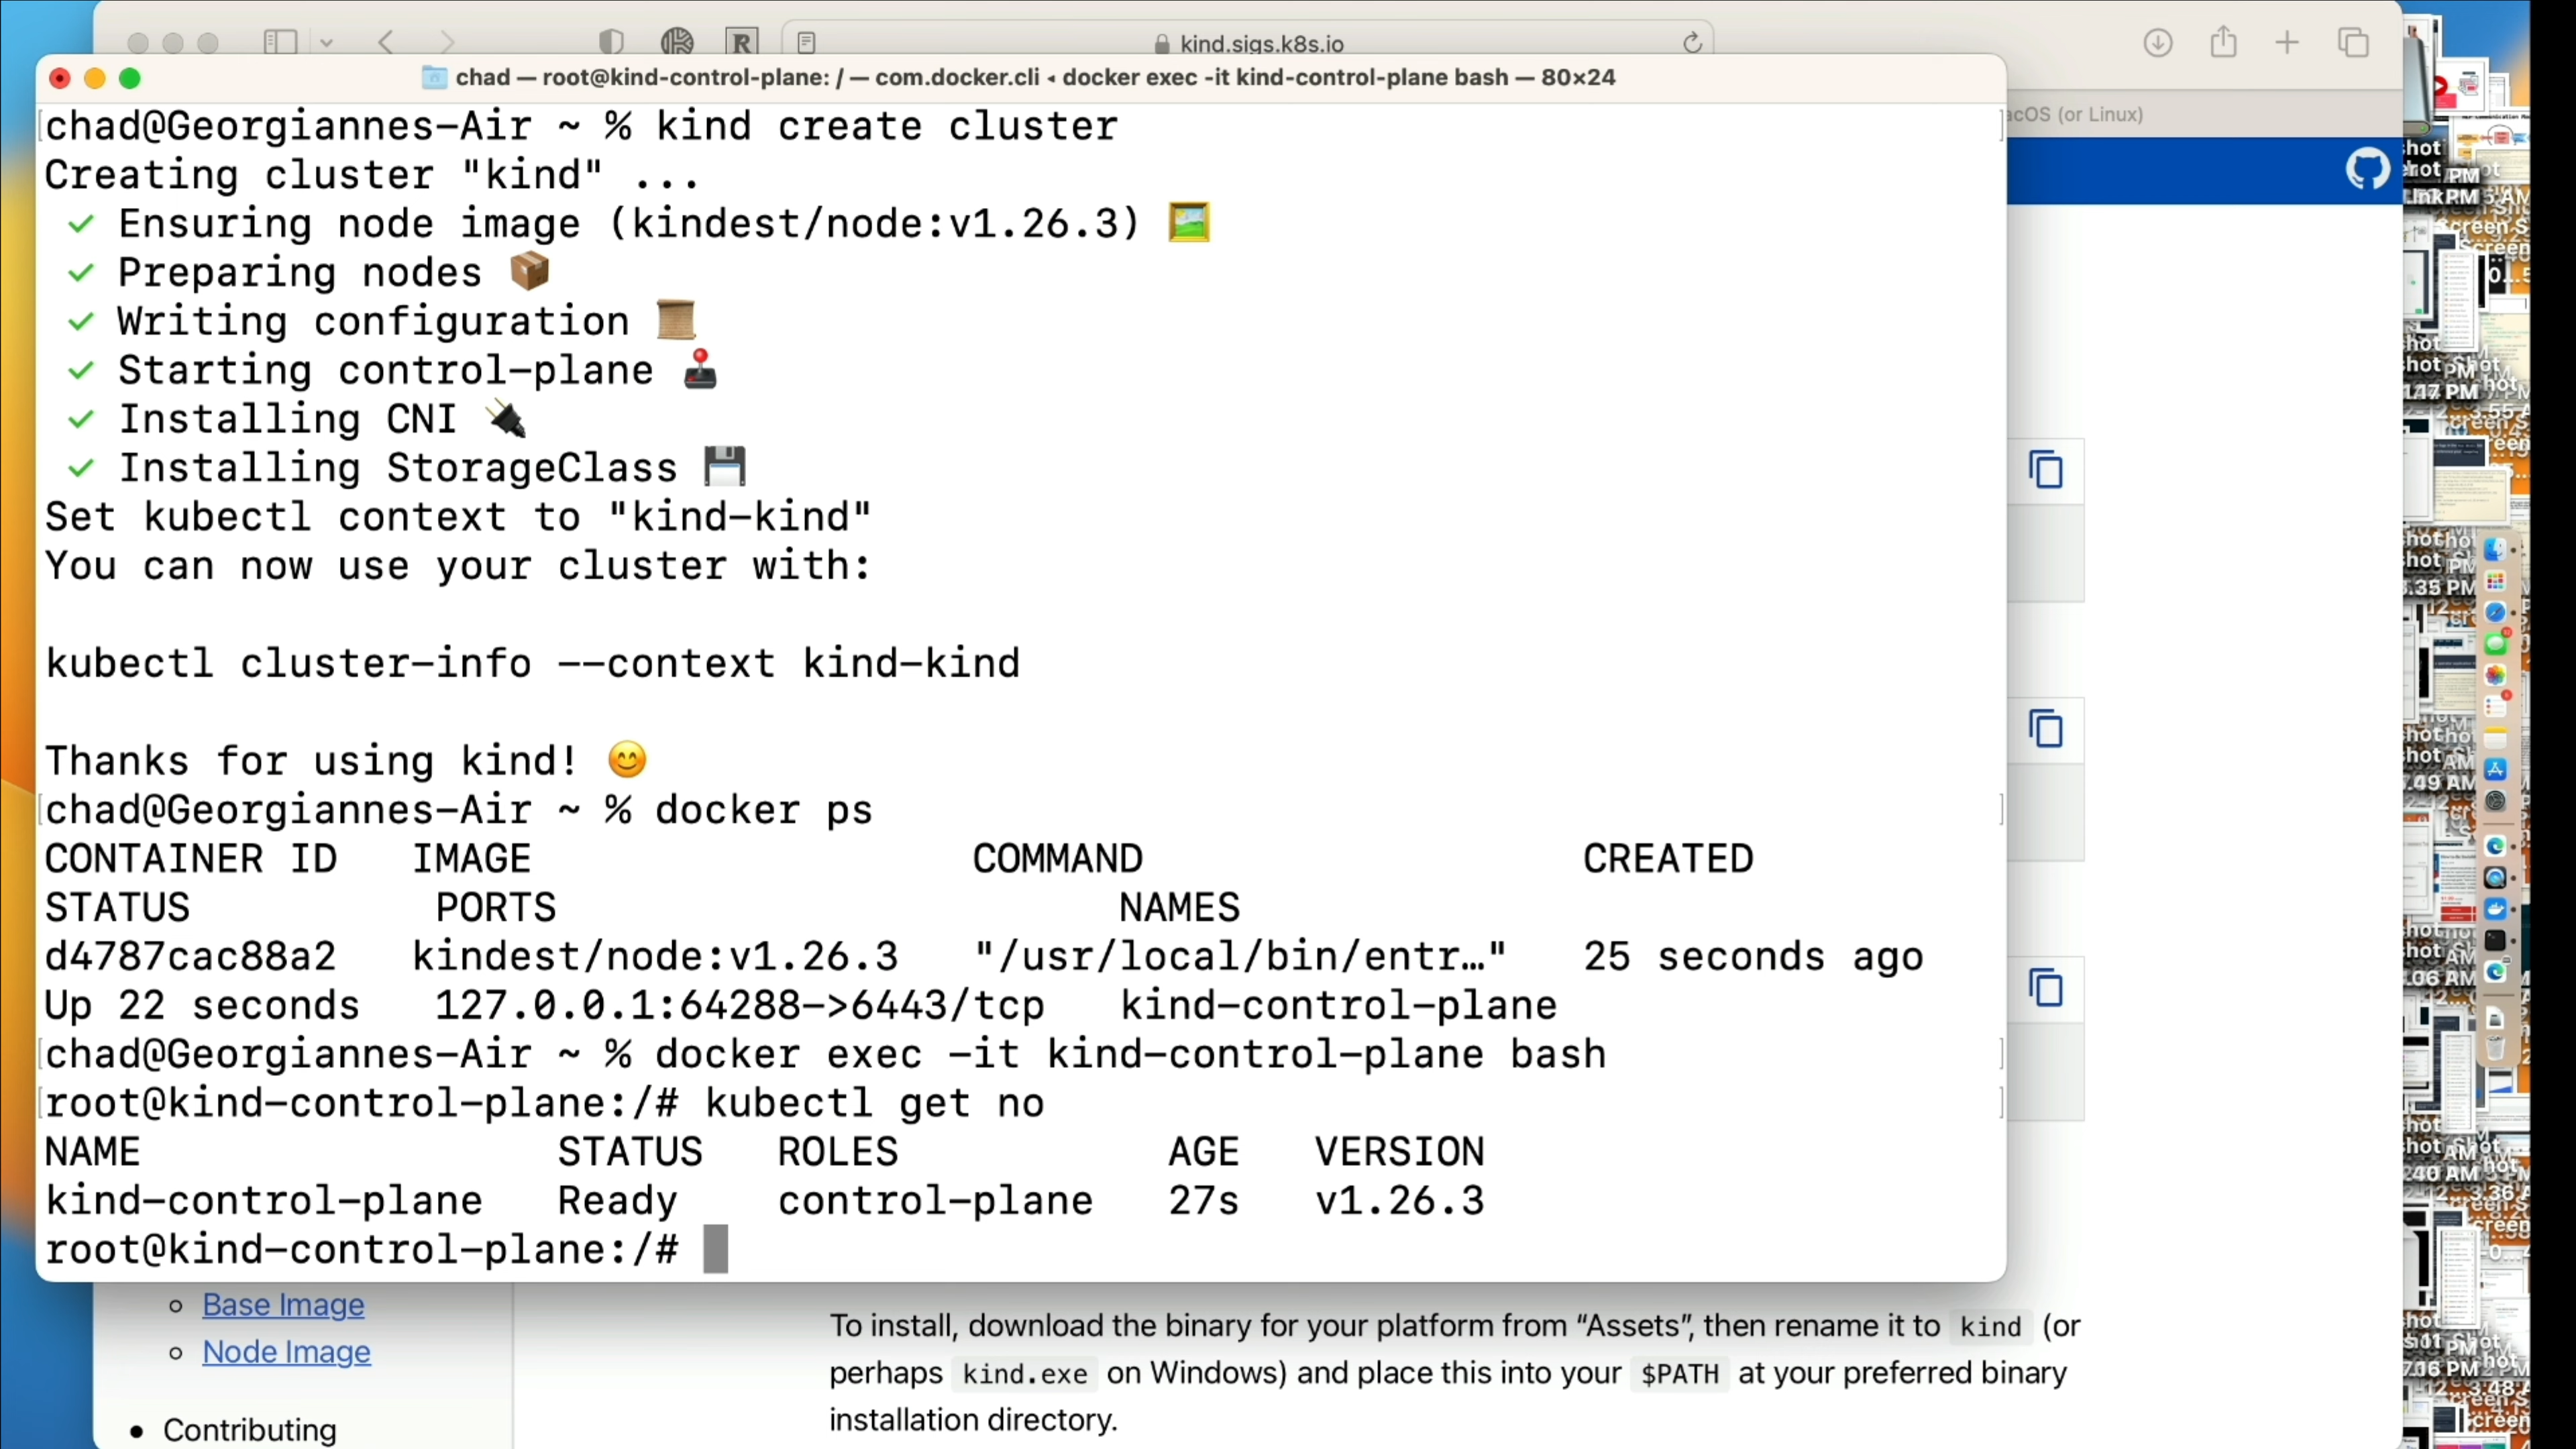 kind.sigs.k8s.io
chad — root@kind-control-plane: / — com.docker.cli ◂ docker exec -it kind-control-plane bash — 80×24
acOS (or Linux)
chad@Georgiannes-Air ~ % kind create cluster
Creating cluster "kind" ...
✓ Ensuring node image (kindest/node:v1.26.3) 🖼
✓ Preparing nodes 📦
✓ Writing configuration 📜
✓ Starting control-plane 🕹️
✓ Installing CNI 🔌
✓ Installing StorageClass 💾
Set kubectl context to "kind-kind"
You can now use your cluster with:
kubectl cluster-info --context kind-kind
Thanks for using kind! 😊
chad@Georgiannes-Air ~ % docker ps
CONTAINER ID   IMAGE                  COMMAND                  CREATED
STATUS          PORTS                       NAMES
d4787cac88a2   kindest/node:v1.26.3   "/usr/local/bin/entr…"   25 seconds ago
Up 22 seconds   127.0.0.1:64288->6443/tcp   kind-control-plane
chad@Georgiannes-Air ~ % docker exec -it kind-control-plane bash
root@kind-control-plane:/# kubectl get no
NAME                 STATUS   ROLES           AGE   VERSION
kind-control-plane   Ready    control-plane   27s   v1.26.3
root@kind-control-plane:/#
Base Image
Node Image
Contributing
To install, download the binary for your platform from “Assets”, then rename it to kind (or
perhaps kind.exe on Windows) and place this into your $PATH at your preferred binary
installation directory.